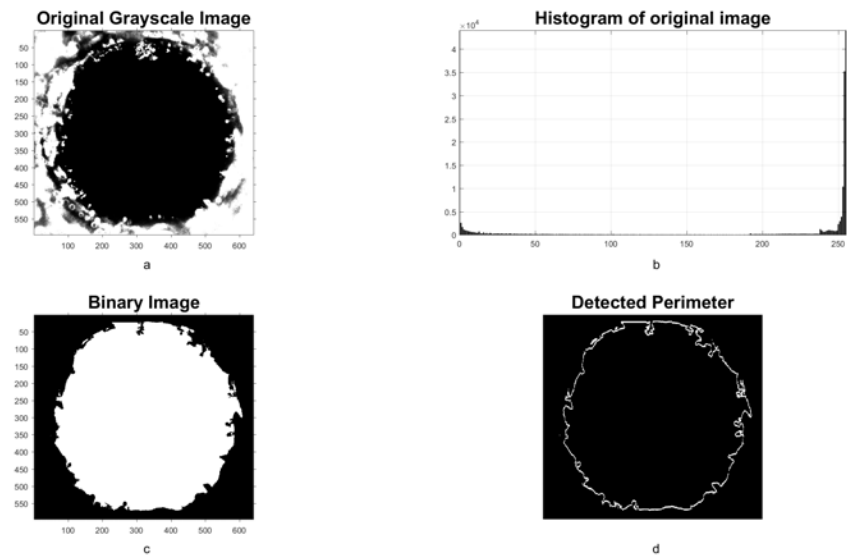 Original Grayscale Image
50
100
150
200
250
300
350
400
450
500
550
100 200 300 400 500 600
a
Histogram of original image
×10⁴
4
3.5
3
2.5
2
1.5
1
0.5
0
0 50 100 150 200 250
b
Binary Image
50
100
150
200
250
300
350
400
450
500
550
100 200 300 400 500 600
c
Detected Perimeter
d